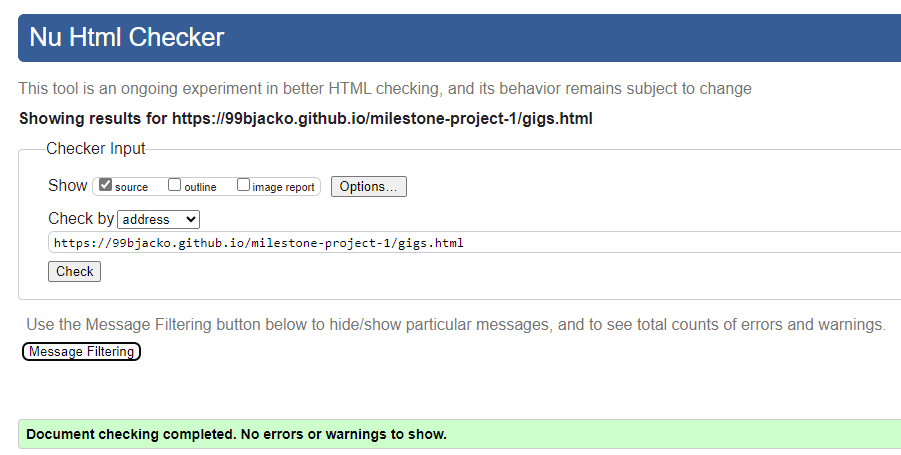 Nu Html Checker
This tool is an ongoing experiment in better HTML checking, and its behavior remains subject to change
Showing results for https://99bjacko.github.io/milestone-project-1/gigs.html
Checker Input
Show source outline image report Options...
Check by address
https://99bjacko.github.io/milestone-project-1/gigs.html
Check
Use the Message Filtering button below to hide/show particular messages, and to see total counts of errors and warnings.
Message Filtering
Document checking completed. No errors or warnings to show.